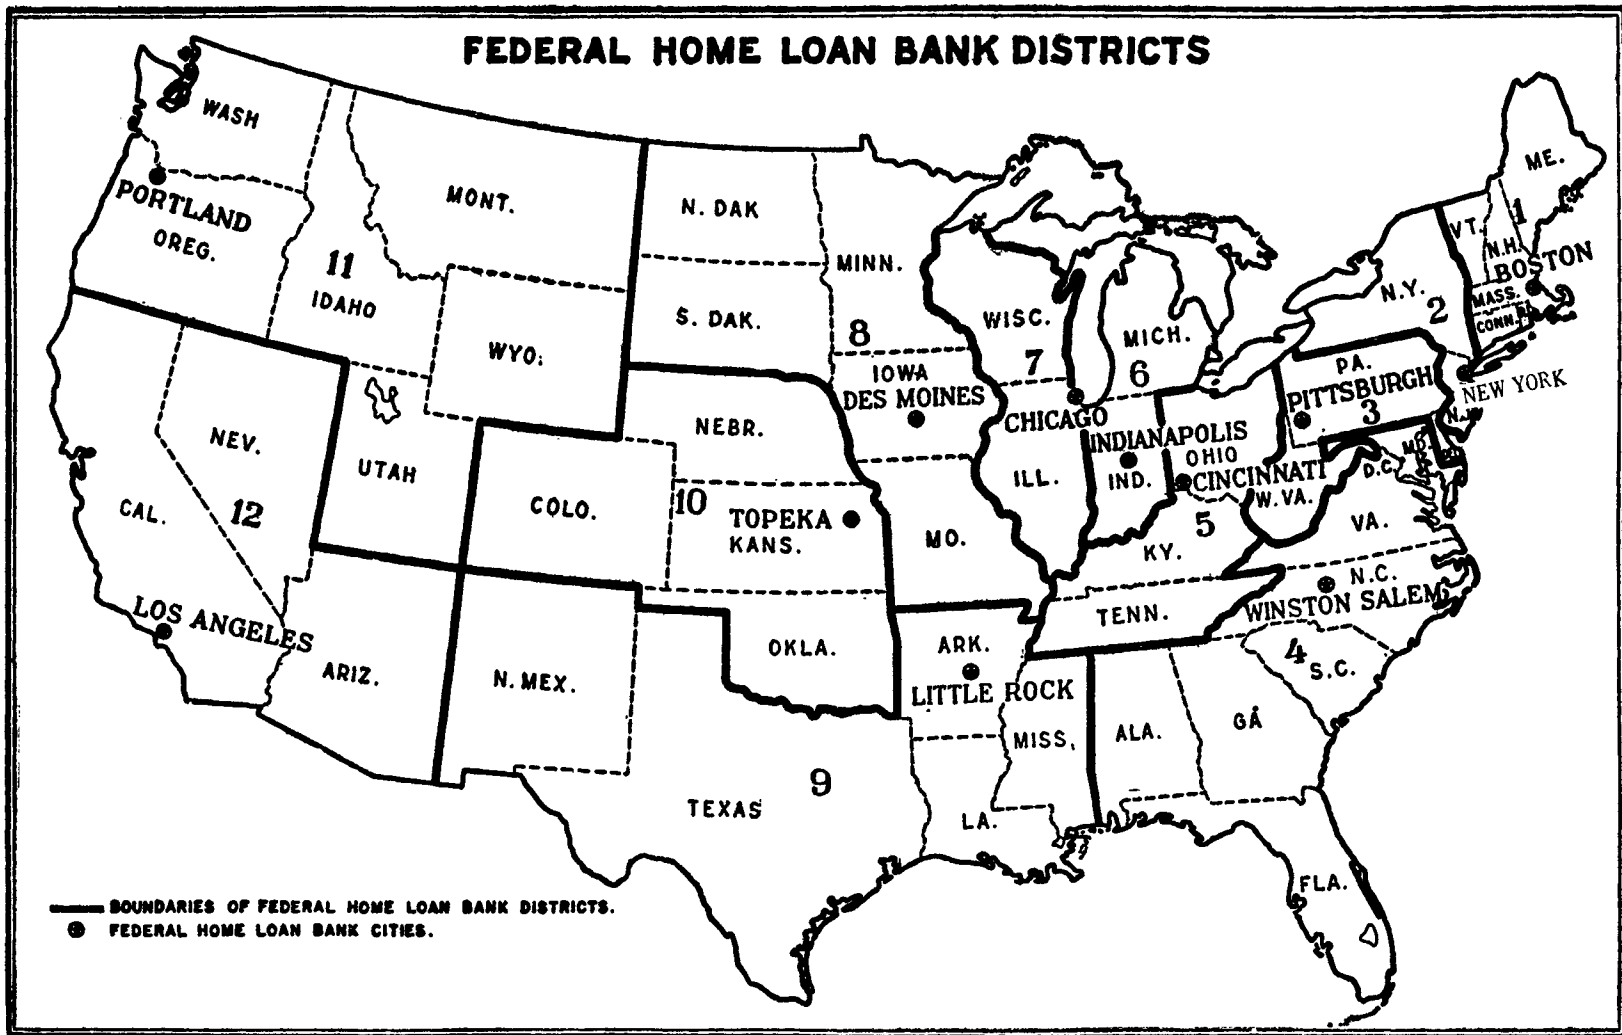 FEDERAL HOME LOAN BANK DISTRICTS
WASH
PORTLAND
OREG.
MONT.
11
IDAHO
WYO.
N. DAK
S. DAK.
MINN.
8
WISC.
7
MICH.
6
ME.
1
VT.
N.H.
BOSTON
MASS.
CONN.
R.I.
N.Y.
2
PA.
PITTSBURGH
3
NEW YORK
N.J.
IOWA
DES MOINES
CHICAGO
INDIANAPOLIS
OHIO
CINCINNATI
IND.
ILL.
W. VA.
MD.
D.C.
VA.
NEV.
UTAH
CAL.
12
COLO.
NEBR.
10
TOPEKA
KANS.
MO.
KY.
5
N.C.
WINSTON SALEM
TENN.
4
S.C.
LOS ANGELES
ARIZ.
N. MEX.
OKLA.
ARK.
LITTLE ROCK
MISS.
ALA.
GA
TEXAS
9
LA.
FLA.
BOUNDARIES OF FEDERAL HOME LOAN BANK DISTRICTS.
FEDERAL HOME LOAN BANK CITIES.